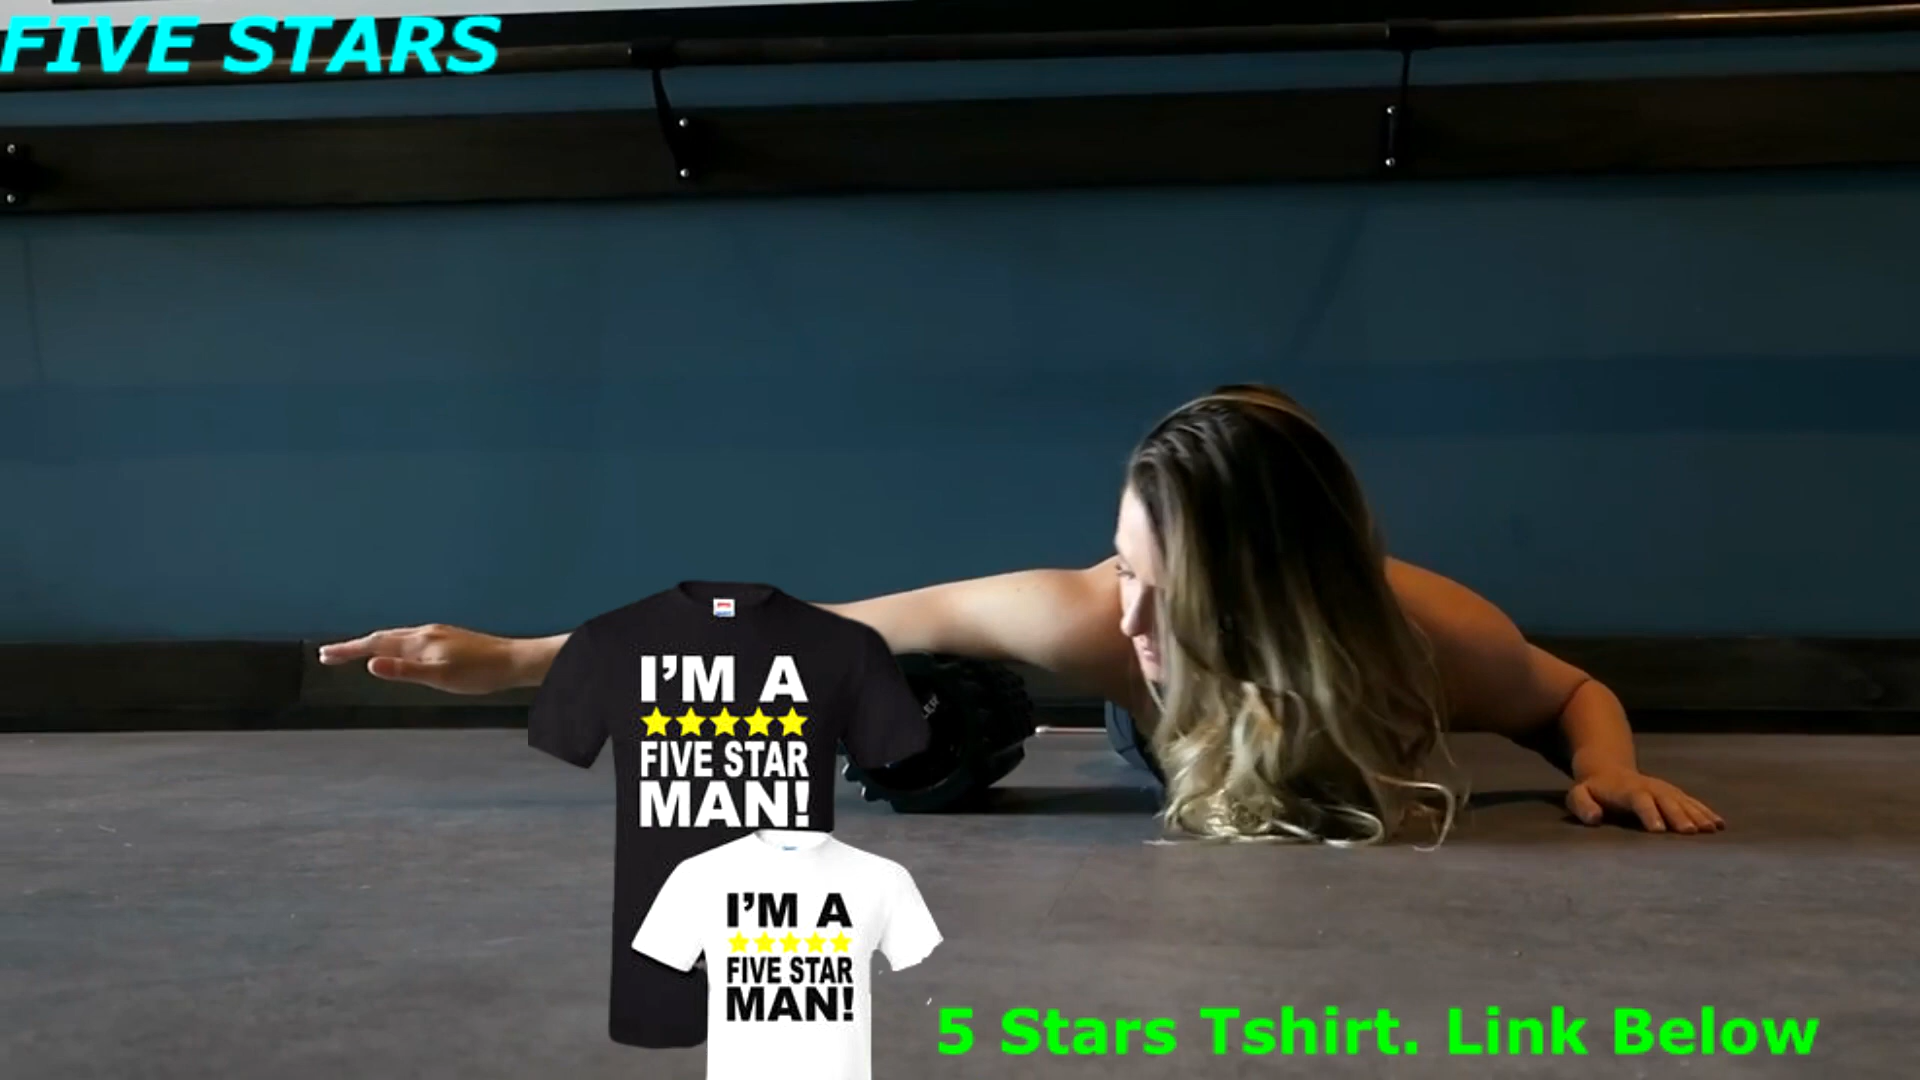 FIVE STARS
I'M A
FIVE STAR
MAN!
I'M A
FIVE STAR
MAN!
5 Stars Tshirt. Link Below